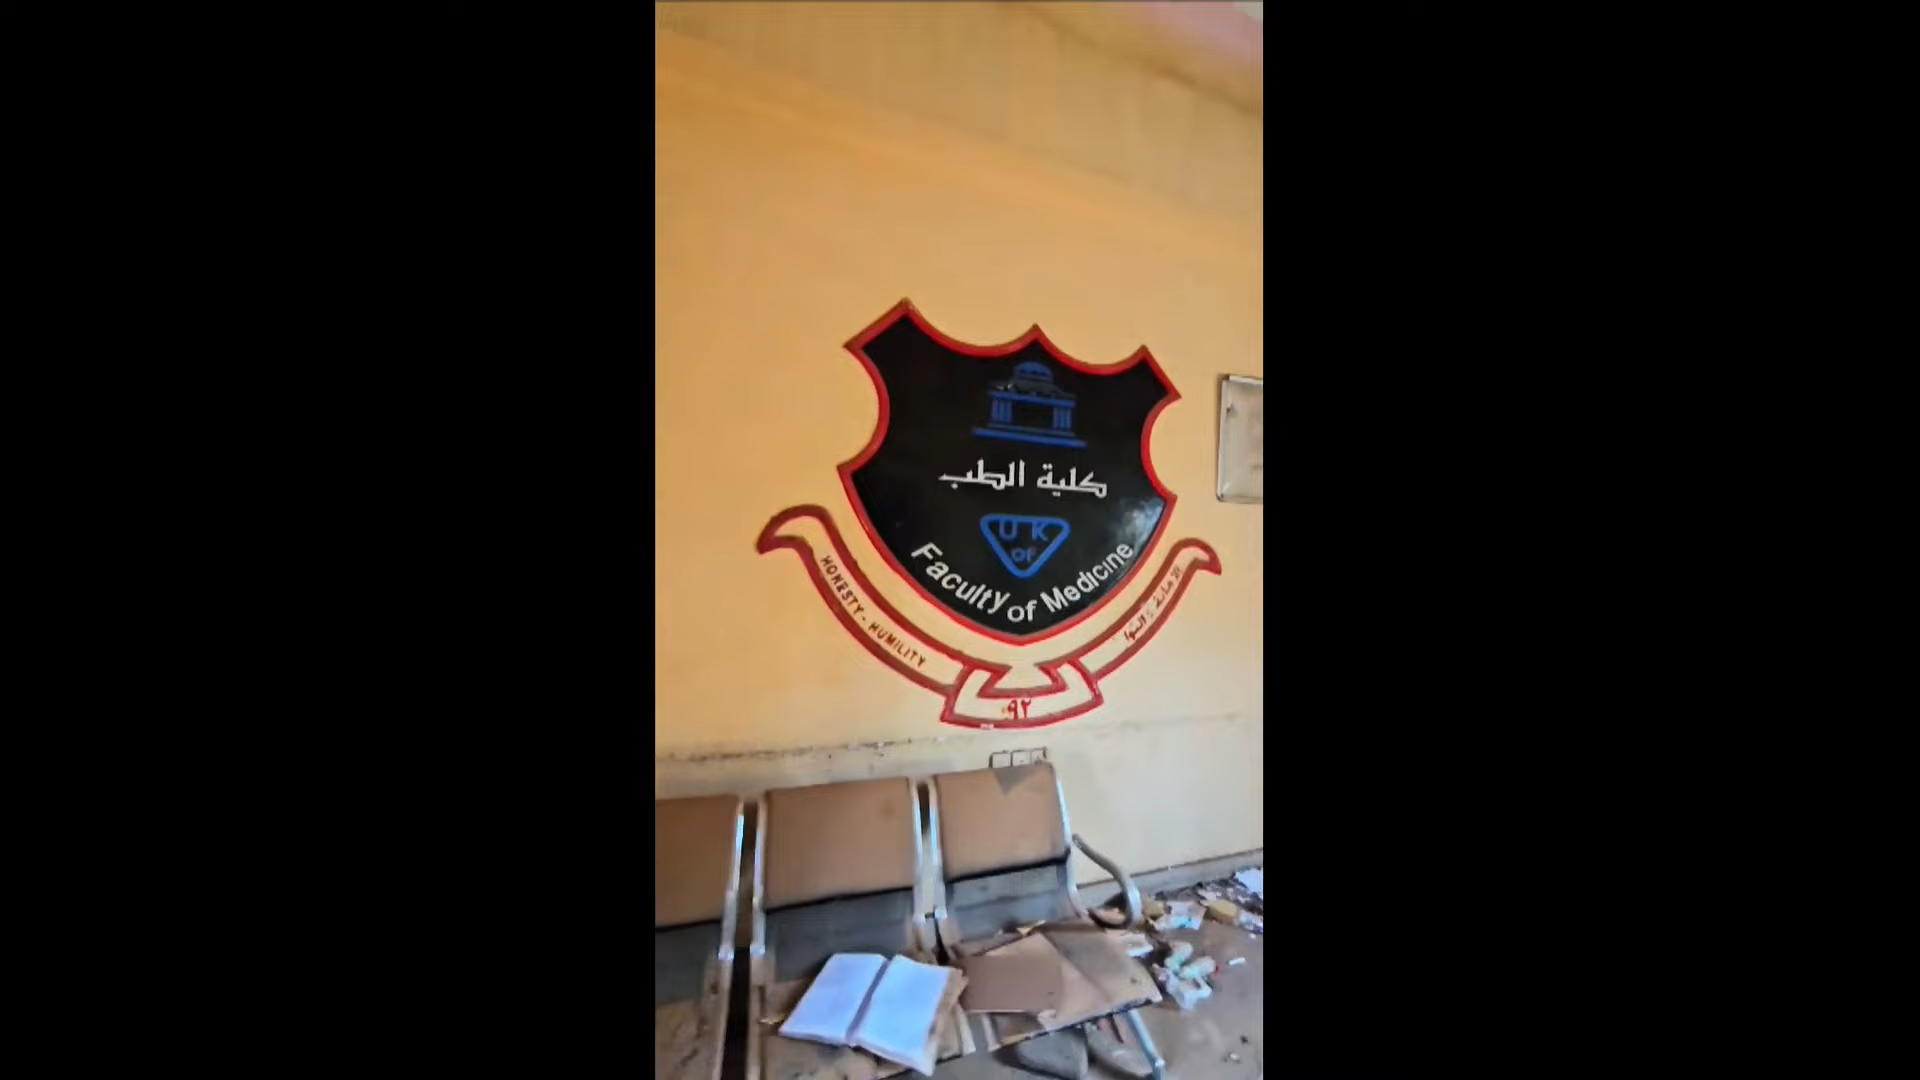 كلية الطب
U K
OF
Faculty of Medicine
HONESTY - HUMILITY
٩٢